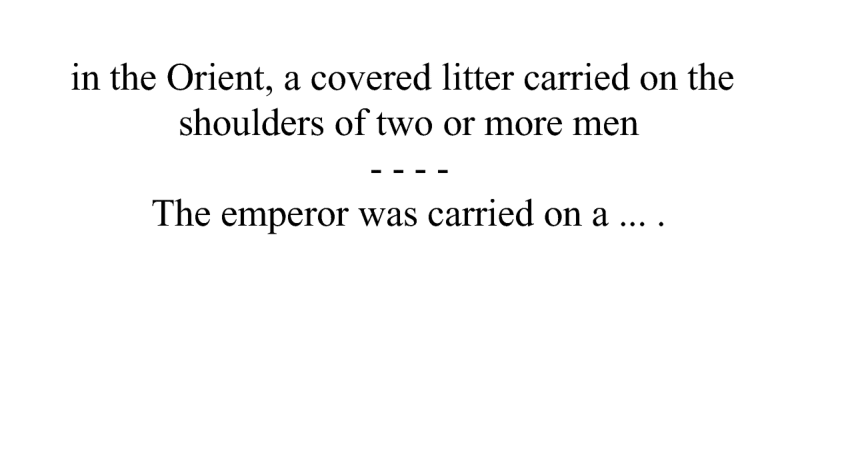 in the Orient, a covered litter carried on the
shoulders of two or more men
- - - -
The emperor was carried on a ... .